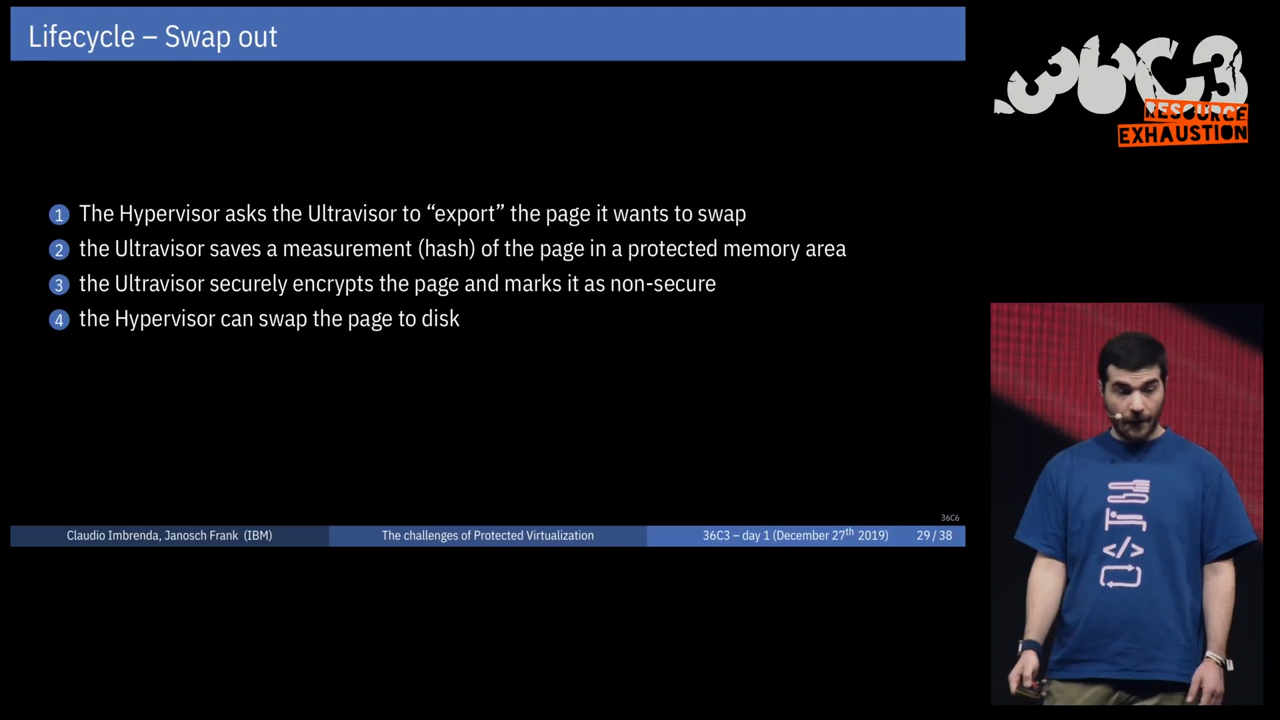 Lifecycle – Swap out
36C3
RESOURCE
EXHAUSTION
1 The Hypervisor asks the Ultravisor to “export” the page it wants to swap
2 the Ultravisor saves a measurement (hash) of the page in a protected memory area
3 the Ultravisor securely encrypts the page and marks it as non-secure
4 the Hypervisor can swap the page to disk
</>
36C6
Claudio Imbrenda, Janosch Frank (IBM) The challenges of Protected Virtualization 36C3 – day 1 (December 27th 2019) 29 / 38